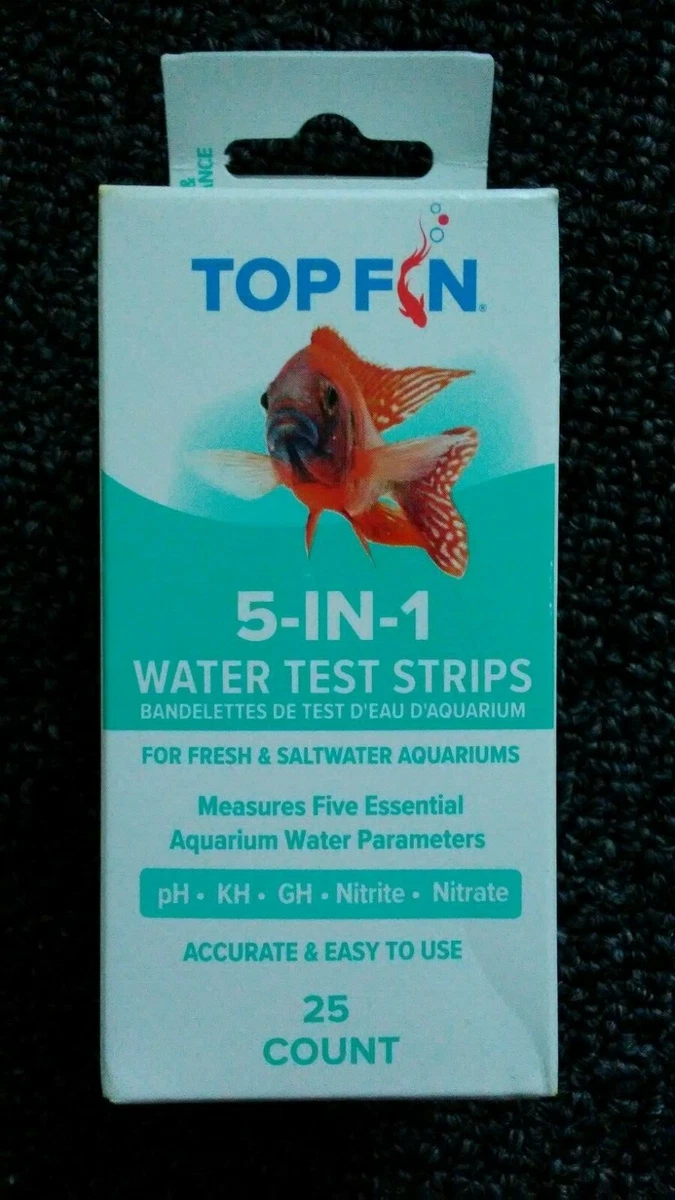 &
ANCE
TOP FIN®
5-IN-1
WATER TEST STRIPS
BANDELETTES DE TEST D'EAU D'AQUARIUM
FOR FRESH & SALTWATER AQUARIUMS
Measures Five Essential
Aquarium Water Parameters
pH • KH • GH • Nitrite • Nitrate
ACCURATE & EASY TO USE
25
COUNT